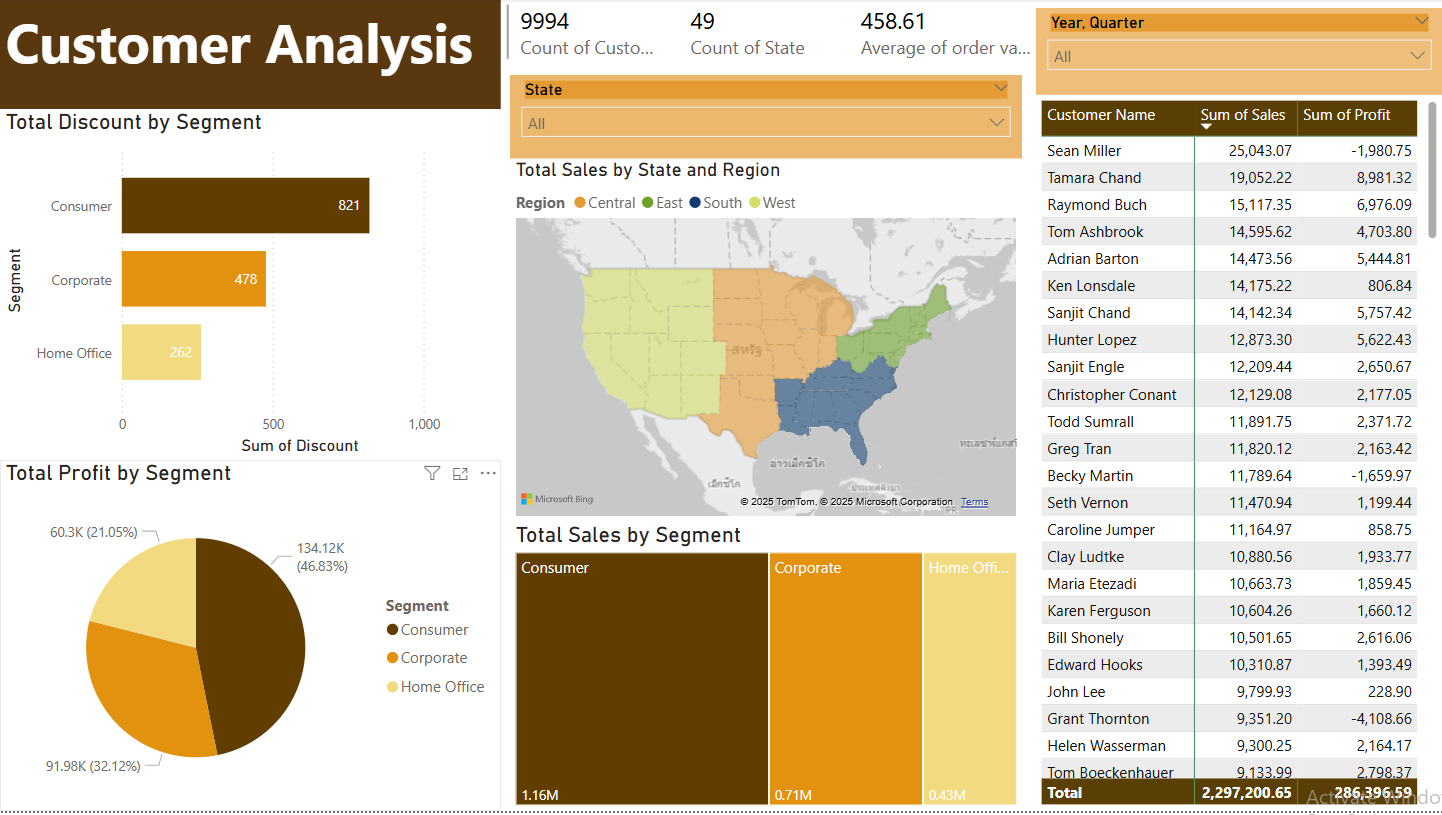 Customer Analysis
9994
Count of Custo...
49
Count of State
458.61
Average of order va...
Year, Quarter
All
State
All
Total Discount by Segment
Segment
Consumer
821
Corporate
478
Home Office
262
0
500
1,000
Sum of Discount
Total Profit by Segment
60.3K (21.05%)
134.12K
(46.83%)
91.98K (32.12%)
Segment
Consumer
Corporate
Home Office
Total Sales by State and Region
Region Central East South West
สหรัฐ
อ่าวเม็กซิโก
เม็กซิโก
Microsoft Bing
© 2025 TomTom, © 2025 Microsoft Corporation Terms
PR
Total Sales by Segment
Consumer
1.16M
Corporate
0.71M
Home Offi...
0.43M
Customer Name Sum of Sales Sum of Profit
Sean Miller 25,043.07 -1,980.75
Tamara Chand 19,052.22 8,981.32
Raymond Buch 15,117.35 6,976.09
Tom Ashbrook 14,595.62 4,703.80
Adrian Barton 14,473.56 5,444.81
Ken Lonsdale 14,175.22 806.84
Sanjit Chand 14,142.34 5,757.42
Hunter Lopez 12,873.30 5,622.43
Sanjit Engle 12,209.44 2,650.67
Christopher Conant 12,129.08 2,177.05
Todd Sumrall 11,891.75 2,371.72
Greg Tran 11,820.12 2,163.42
Becky Martin 11,789.64 -1,659.97
Seth Vernon 11,470.94 1,199.44
Caroline Jumper 11,164.97 858.75
Clay Ludtke 10,880.56 1,933.77
Maria Etezadi 10,663.73 1,859.45
Karen Ferguson 10,604.26 1,660.12
Bill Shonely 10,501.65 2,616.06
Edward Hooks 10,310.87 1,393.49
John Lee 9,799.93 228.90
Grant Thornton 9,351.20 -4,108.66
Helen Wasserman 9,300.25 2,164.17
Tom Boeckenhauer 9,133.99 2,798.37
Total 2,297,200.65 286,396.59
Activate Windo